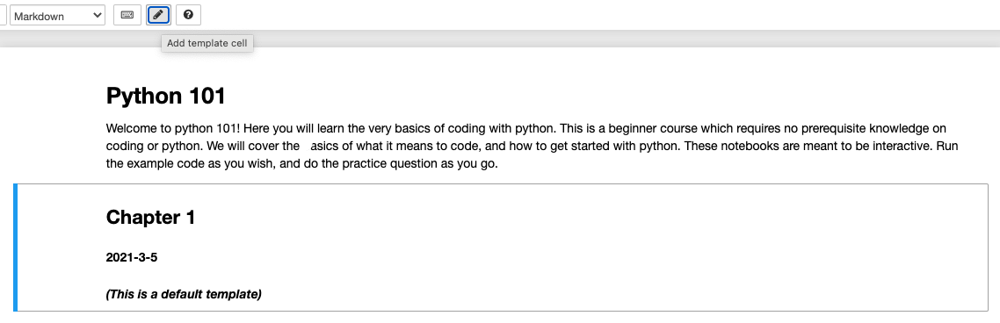 Markdown
Add template cell
Python 101
Welcome to python 101! Here you will learn the very basics of coding with python. This is a beginner course which requires no prerequisite knowledge on
coding or python. We will cover the   asics of what it means to code, and how to get started with python. These notebooks are meant to be interactive. Run
the example code as you wish, and do the practice question as you go.
Chapter 1
2021-3-5
(This is a default template)